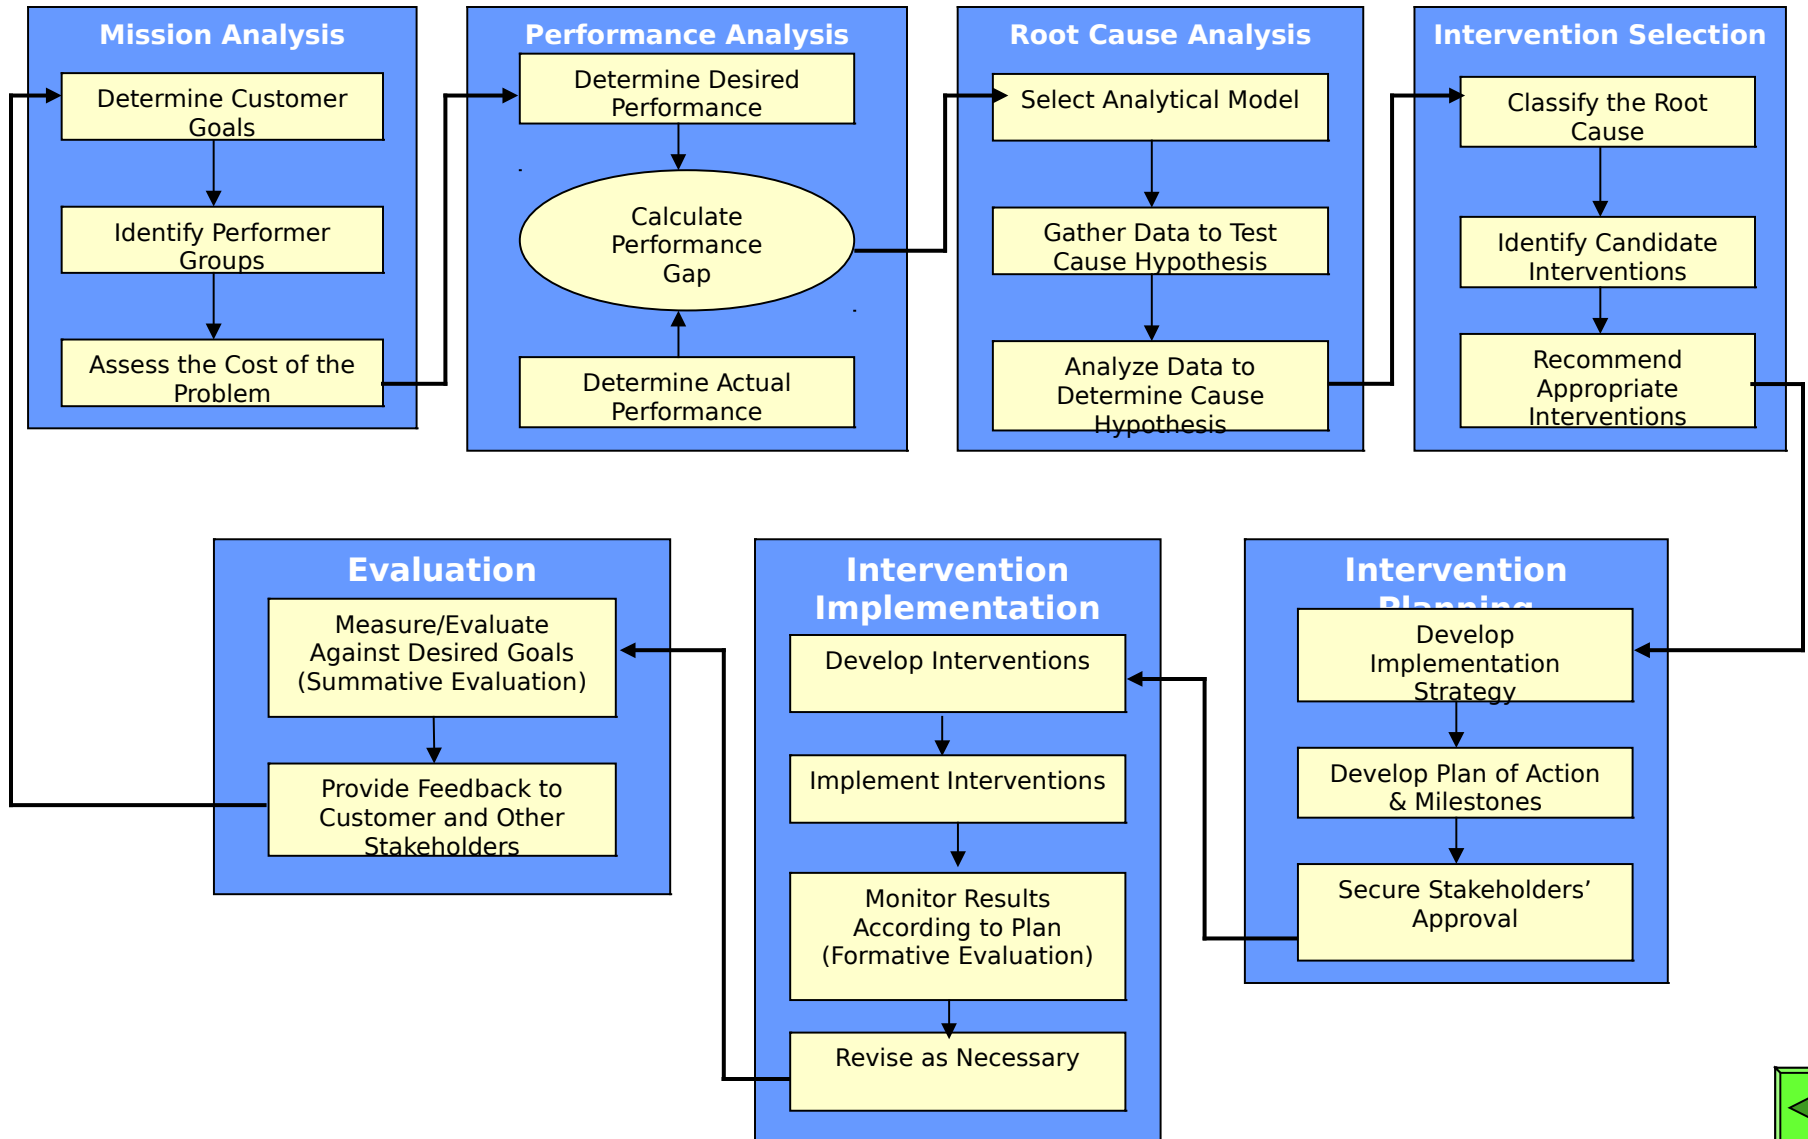 Mission Analysis
Determine Customer
Goals
Identify Performer
Groups
Assess the Cost of the
Problem
Performance Analysis
Determine Desired
Performance
Calculate
Performance
Gap
Determine Actual
Performance
Root Cause Analysis
Select Analytical Model
Gather Data to Test
Cause Hypothesis
Analyze Data to
Determine Cause
Hypothesis
Intervention Selection
Classify the Root
Cause
Identify Candidate
Interventions
Recommend
Appropriate
Interventions
Evaluation
Measure/Evaluate
Against Desired Goals
(Summative Evaluation)
Provide Feedback to
Customer and Other
Stakeholders
Intervention
Implementation
Develop Interventions
Implement Interventions
Monitor Results
According to Plan
(Formative Evaluation)
Revise as Necessary
Intervention
Planning
Develop
Implementation
Strategy
Develop Plan of Action
& Milestones
Secure Stakeholders’
Approval